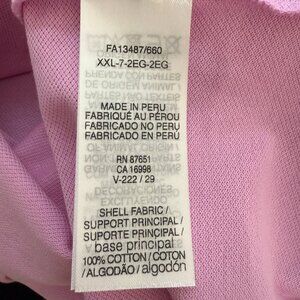 FA13487/660
XXL-7-2EG-2EG
MADE IN PERU
FABRIQUÉ AU PÉROU
FABRICADO NO PERU
FABRICADO EN PERÚ
RN 87651
CA 16998
V-222 / 29
SHELL FABRIC /
SUPPORT PRINCIPAL /
SUPORTE PRINCIPAL /
base principal
100% COTTON / COTON
/ ALGODÃO / algodón